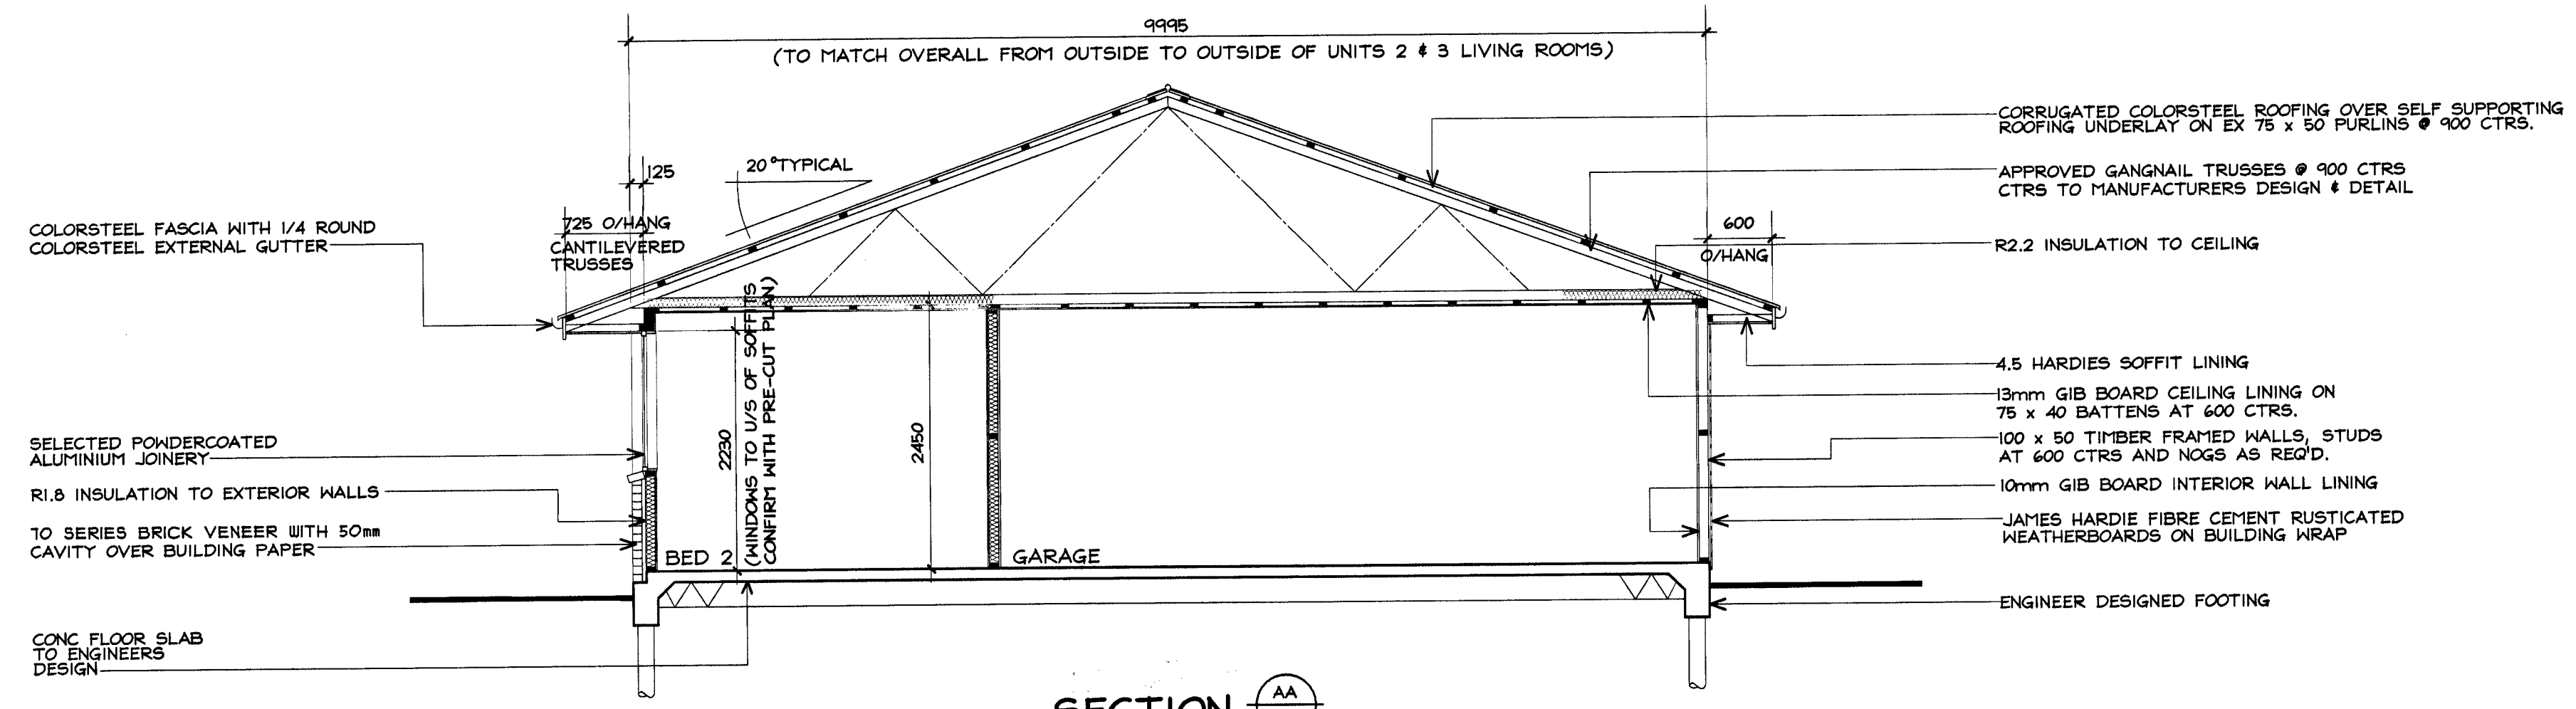 9995
(TO MATCH OVERALL FROM OUTSIDE TO OUTSIDE OF UNITS 2 & 3 LIVING ROOMS)
125
20° TYPICAL
725 O/HANG
CANTILEVERED
TRUSSES
600
O/HANG
COLORSTEEL FASCIA WITH 1/4 ROUND
COLORSTEEL EXTERNAL GUTTER
SELECTED POWDERCOATED
ALUMINIUM JOINERY
R1.8 INSULATION TO EXTERIOR WALLS
70 SERIES BRICK VENEER WITH 50mm
CAVITY OVER BUILDING PAPER
CONC FLOOR SLAB
TO ENGINEERS
DESIGN
2230
(WINDOWS TO U/S OF SOFFITS
CONFIRM WITH PRE-CUT PLAN)
2450
BED 2
GARAGE
CORRUGATED COLORSTEEL ROOFING OVER SELF SUPPORTING
ROOFING UNDERLAY ON EX 75 x 50 PURLINS @ 900 CTRS.
APPROVED GANGNAIL TRUSSES @ 900 CTRS
CTRS TO MANUFACTURERS DESIGN & DETAIL
R2.2 INSULATION TO CEILING
4.5 HARDIES SOFFIT LINING
13mm GIB BOARD CEILING LINING ON
75 x 40 BATTENS AT 600 CTRS.
100 x 50 TIMBER FRAMED WALLS, STUDS
AT 600 CTRS AND NOGS AS REQ'D.
10mm GIB BOARD INTERIOR WALL LINING
JAMES HARDIE FIBRE CEMENT RUSTICATED
WEATHERBOARDS ON BUILDING WRAP
ENGINEER DESIGNED FOOTING
SECTION AA